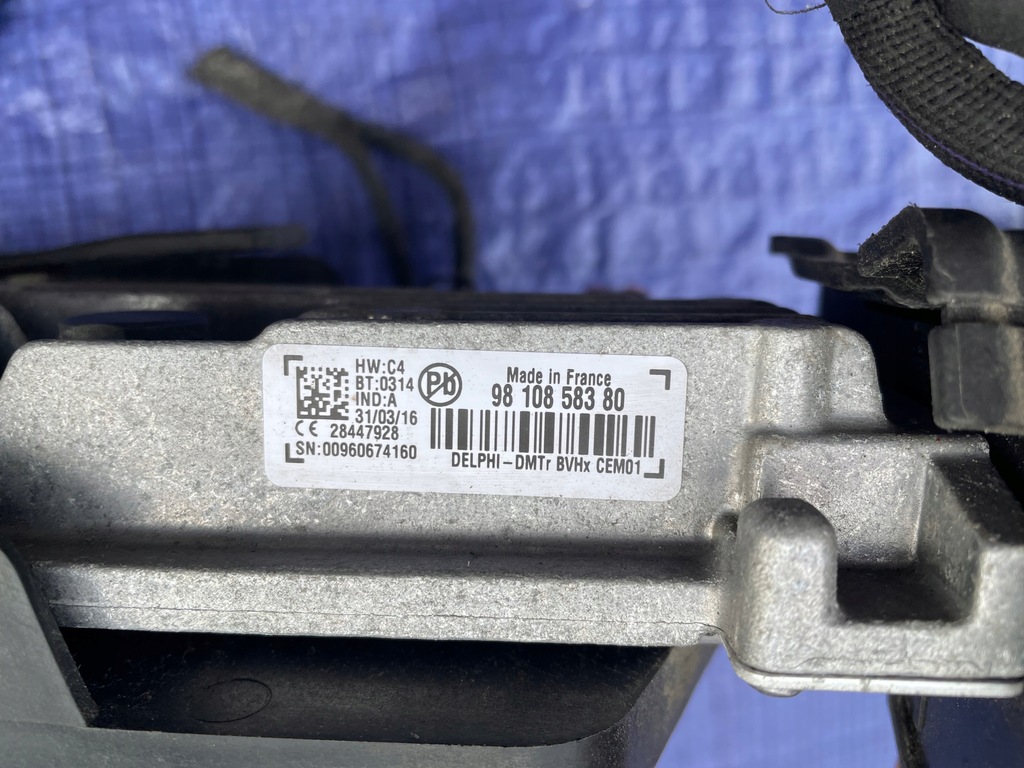 HW:C4
BT:0314
IND:A
31/03/16
28447928
SN:00960674160
Pb
Made in France
98 108 583 80
DELPHI-DMTr BVHx CEM01
CE